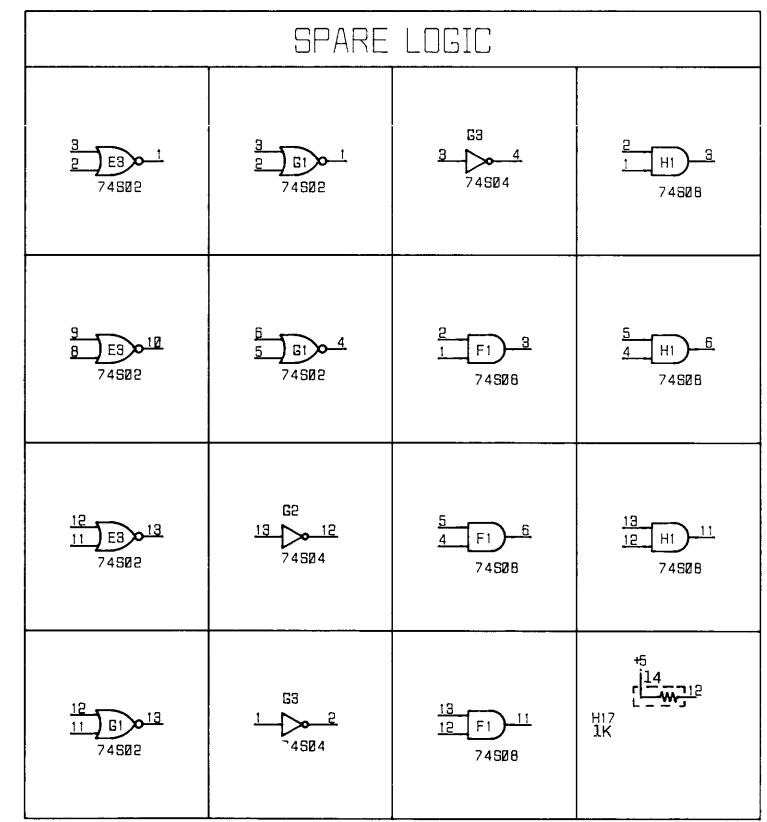 SPARE LOGIC
3
2 E3 1
74S02
3
2 G1 1
74S02
G3
3 4
74S04
2
1 H1 3
74S08
9
8 E3 10
74S02
6
5 G1 4
74S02
2
1 F1 3
74S08
5
4 H1 6
74S08
12
11 E3 13
74S02
G2
13 12
74S04
5
4 F1 6
74S08
13
12 H1 11
74S08
12
11 G1 13
74S02
G3
1 2
74S04
13
12 F1 11
74S08
+5
14
12
H17
1K